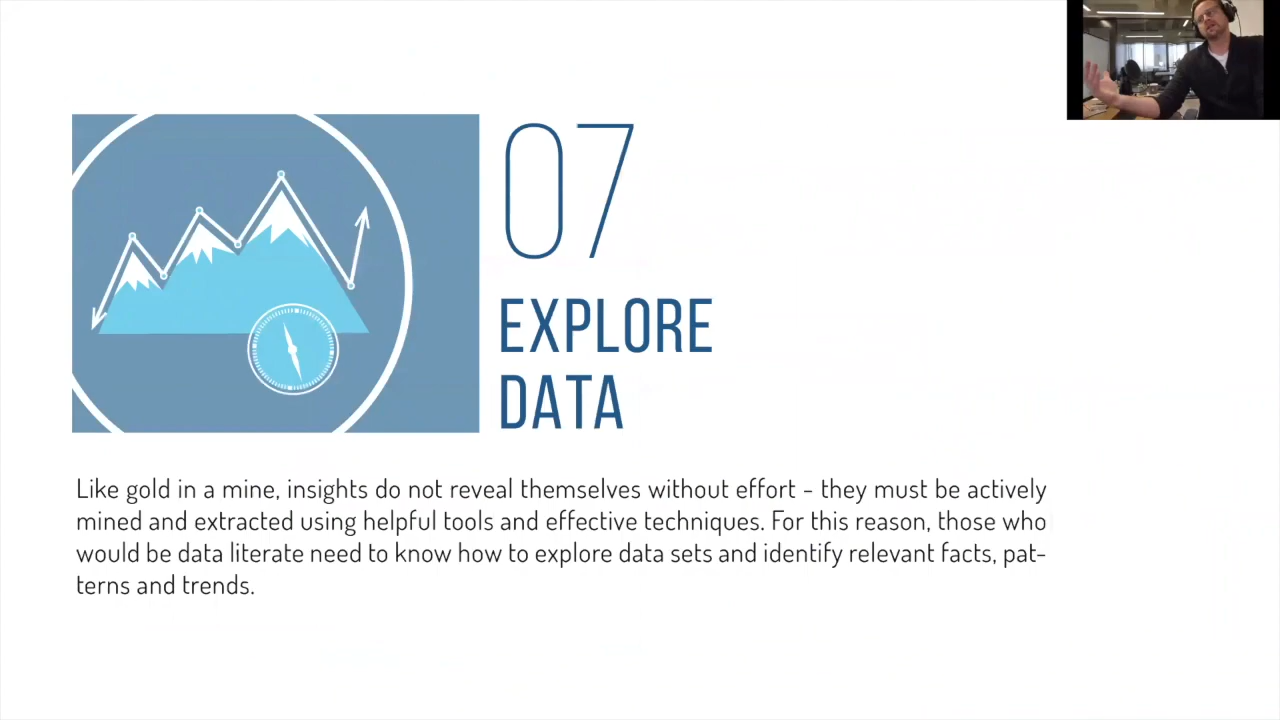 07
EXPLORE
DATA
Like gold in a mine, insights do not reveal themselves without effort - they must be actively
mined and extracted using helpful tools and effective techniques. For this reason, those who
would be data literate need to know how to explore data sets and identify relevant facts, pat-
terns and trends.